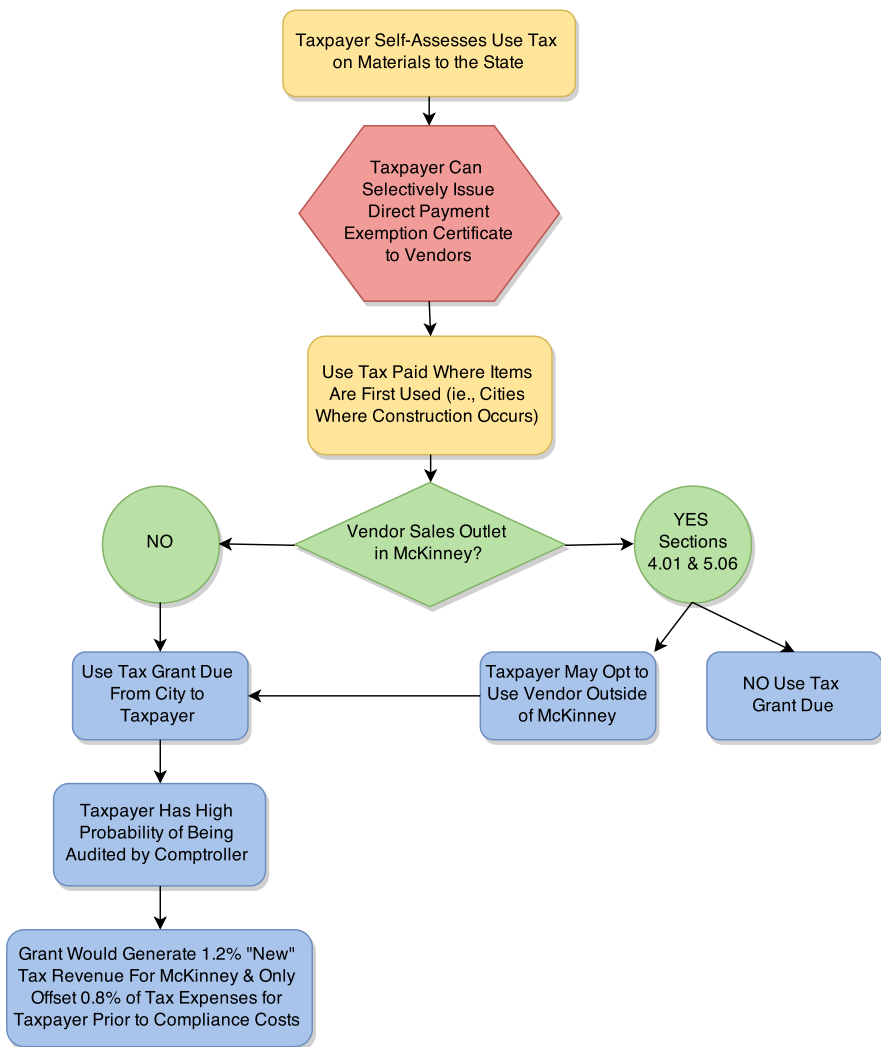 Taxpayer Self-Assesses Use Tax
on Materials to the State
Taxpayer Can
Selectively Issue
Direct Payment
Exemption Certificate
to Vendors
Use Tax Paid Where Items
Are First Used (ie., Cities
Where Construction Occurs)
Vendor Sales Outlet
in McKinney?
NO
YES
Sections
4.01 & 5.06
Use Tax Grant Due
From City to
Taxpayer
Taxpayer May Opt to
Use Vendor Outside
of McKinney
NO Use Tax
Grant Due
Taxpayer Has High
Probability of Being
Audited by Comptroller
Grant Would Generate 1.2% "New"
Tax Revenue For McKinney & Only
Offset 0.8% of Tax Expenses for
Taxpayer Prior to Compliance Costs